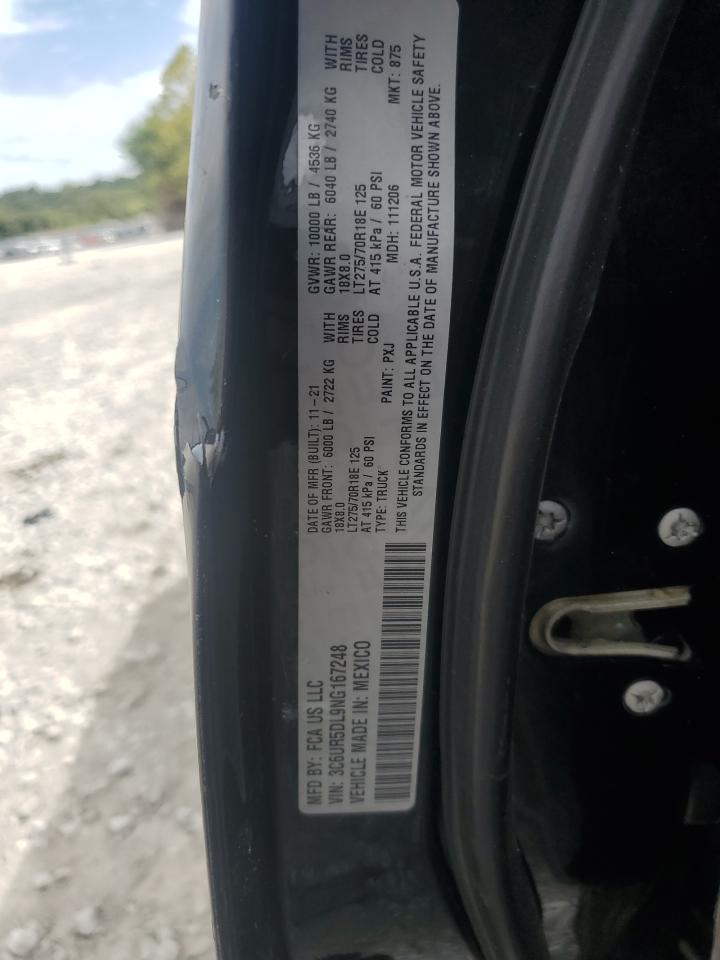 MFD BY: FCA US LLC
VIN: 3C6UR5DL9NG167248
VEHICLE MADE IN: MEXICO
DATE OF MFR (BUILT): 11-21
GAWR FRONT: 6000 LB / 2722 KG WITH
18X8.0 RIMS
LT275/70R18E 125 TIRES
AT 415 kPa / 60 PSI COLD
TYPE: TRUCK PAINT: PXJ
GVWR: 10000 LB / 4536 KG
GAWR REAR: 6040 LB / 2740 KG WITH
18X8.0 RIMS
LT275/70R18E 125 TIRES
AT 415 kPa / 60 PSI COLD
MDH: 111206 MKT: 875
THIS VEHICLE CONFORMS TO ALL APPLICABLE U.S.A. FEDERAL MOTOR VEHICLE SAFETY
STANDARDS IN EFFECT ON THE DATE OF MANUFACTURE SHOWN ABOVE.